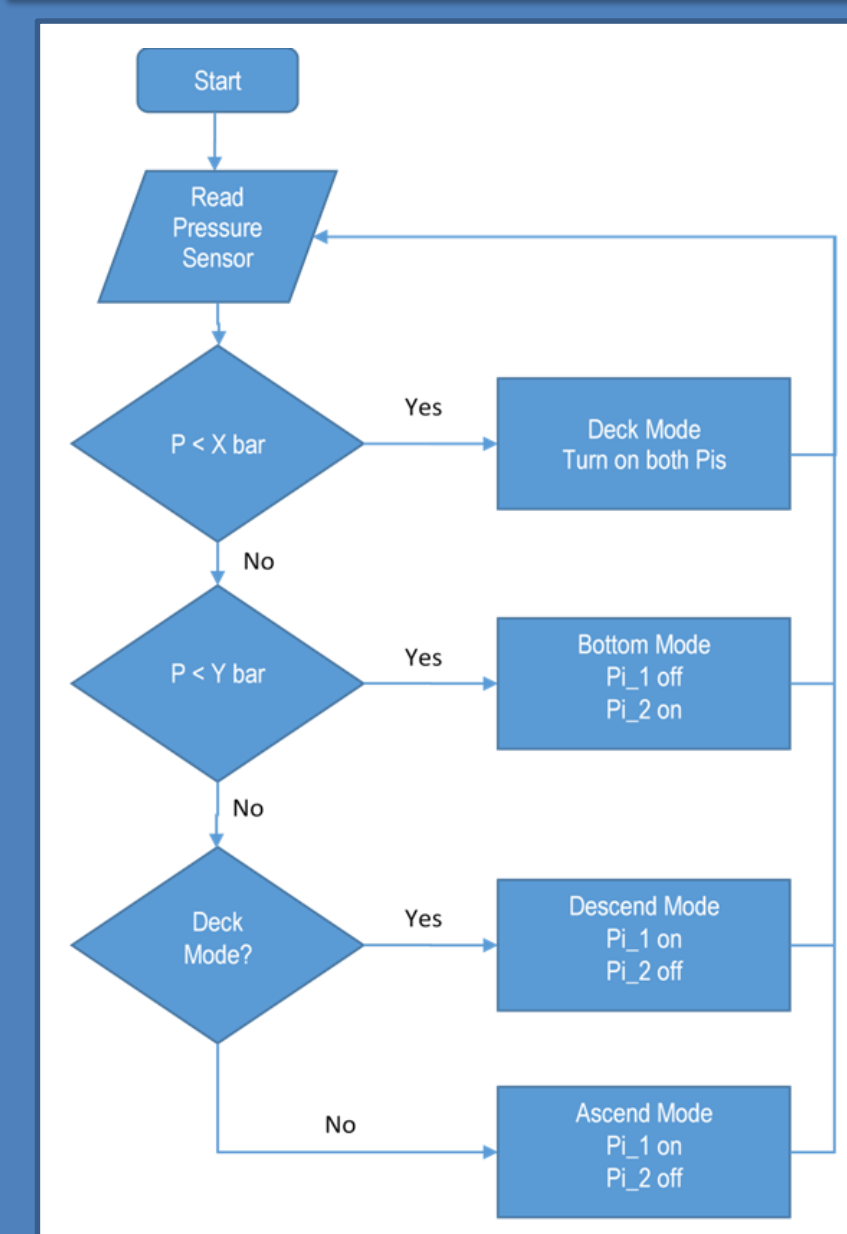 Start
Read
Pressure
Sensor
P < X bar
Yes
Deck Mode
Turn on both Pis
No
P < Y bar
Yes
Bottom Mode
Pi_1 off
Pi_2 on
No
Deck
Mode?
Yes
Descend Mode
Pi_1 on
Pi_2 off
No
Ascend Mode
Pi_1 on
Pi_2 off